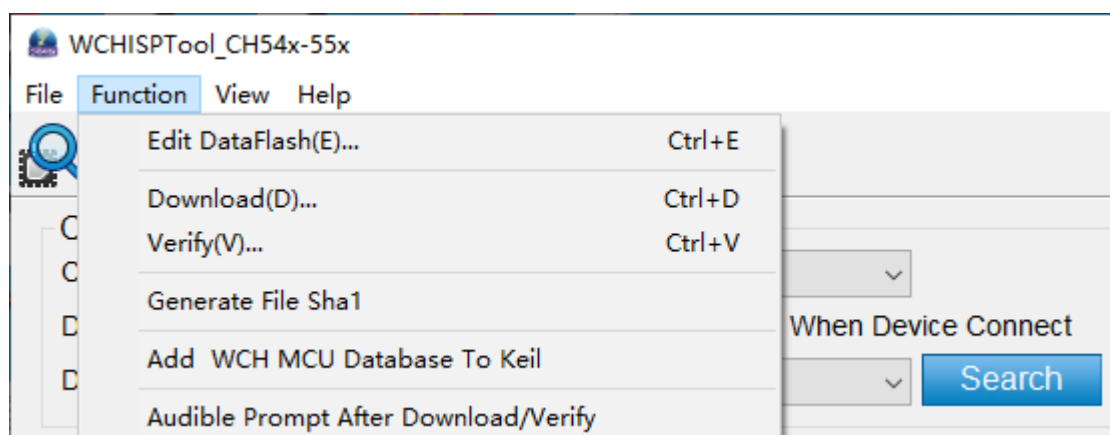 WCHISPTool_CH54x-55x
File Function View Help
Edit DataFlash(E)... Ctrl+E
Download(D)... Ctrl+D
Verify(V)... Ctrl+V
Generate File Sha1
When Device Connect
Add  WCH MCU Database To Keil
Search
Audible Prompt After Download/Verify